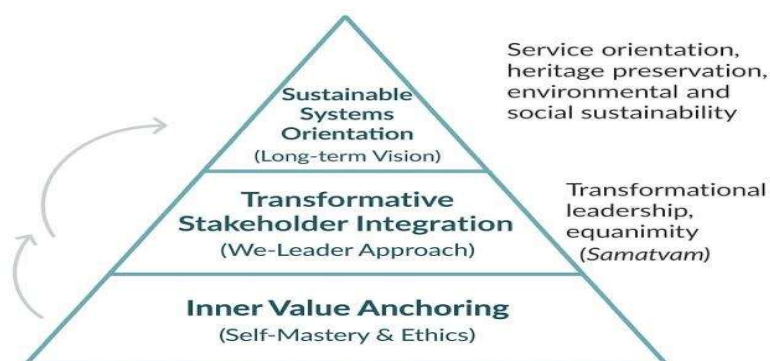 Service orientation,
heritage preservation,
environmental and
social sustainability
Sustainable
Systems
Orientation
(Long-term Vision)
Transformative
Stakeholder Integration
(We-Leader Approach)
Transformational
leadership,
equanimity
(Samatvam)
Inner Value Anchoring
(Self-Mastery & Ethics)